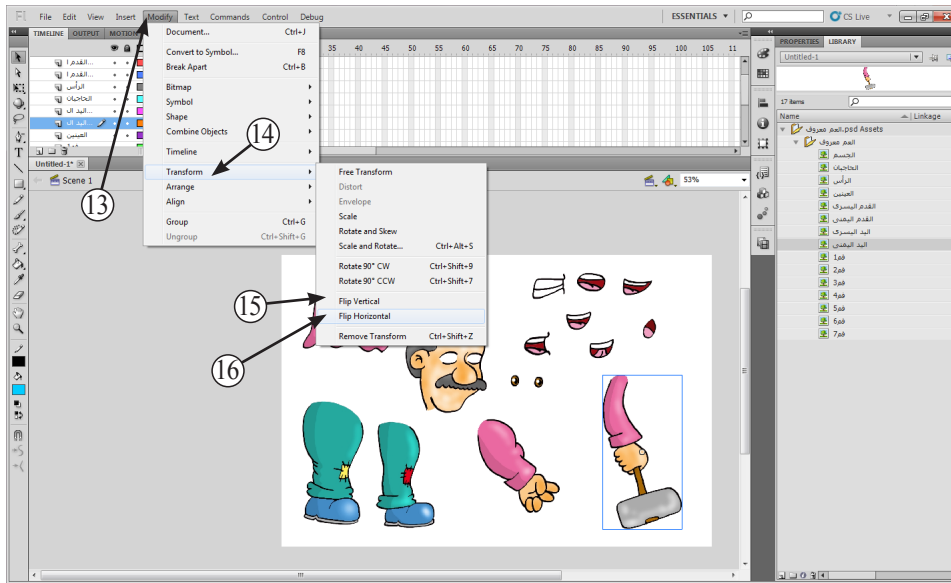 Fl File Edit View Insert Modify Text Commands Control Debug ESSENTIALS CS Live
TIMELINE OUTPUT MOTION
35 40 45 50 55 60 65 70 75 80 85 90 95 100 105 11
القدم ا...
القدم ا...
الرأس
الحاجبان
اليد ال...
اليد ال...
العينين
Untitled-1*
Scene 1
53%
Document... Ctrl+J
Convert to Symbol... F8
Break Apart Ctrl+B
Bitmap
Symbol
Shape
Combine Objects
Timeline
Transform
Arrange
Align
Group Ctrl+G
Ungroup Ctrl+Shift+G
Free Transform
Distort
Envelope
Scale
Rotate and Skew
Scale and Rotate... Ctrl+Alt+S
Rotate 90° CW Ctrl+Shift+9
Rotate 90° CCW Ctrl+Shift+7
Flip Vertical
Flip Horizontal
Remove Transform Ctrl+Shift+Z
13
14
15
16
PROPERTIES LIBRARY
Untitled-1
17 items
Name Linkage
العم معروف.psd Assets
العم معروف
الجسم
الحاجبان
الرأس
العينين
القدم اليسرى
القدم اليمنى
اليد اليسرى
اليد اليمنى
فم1
فم2
فم3
فم4
فم5
فم6
فم7